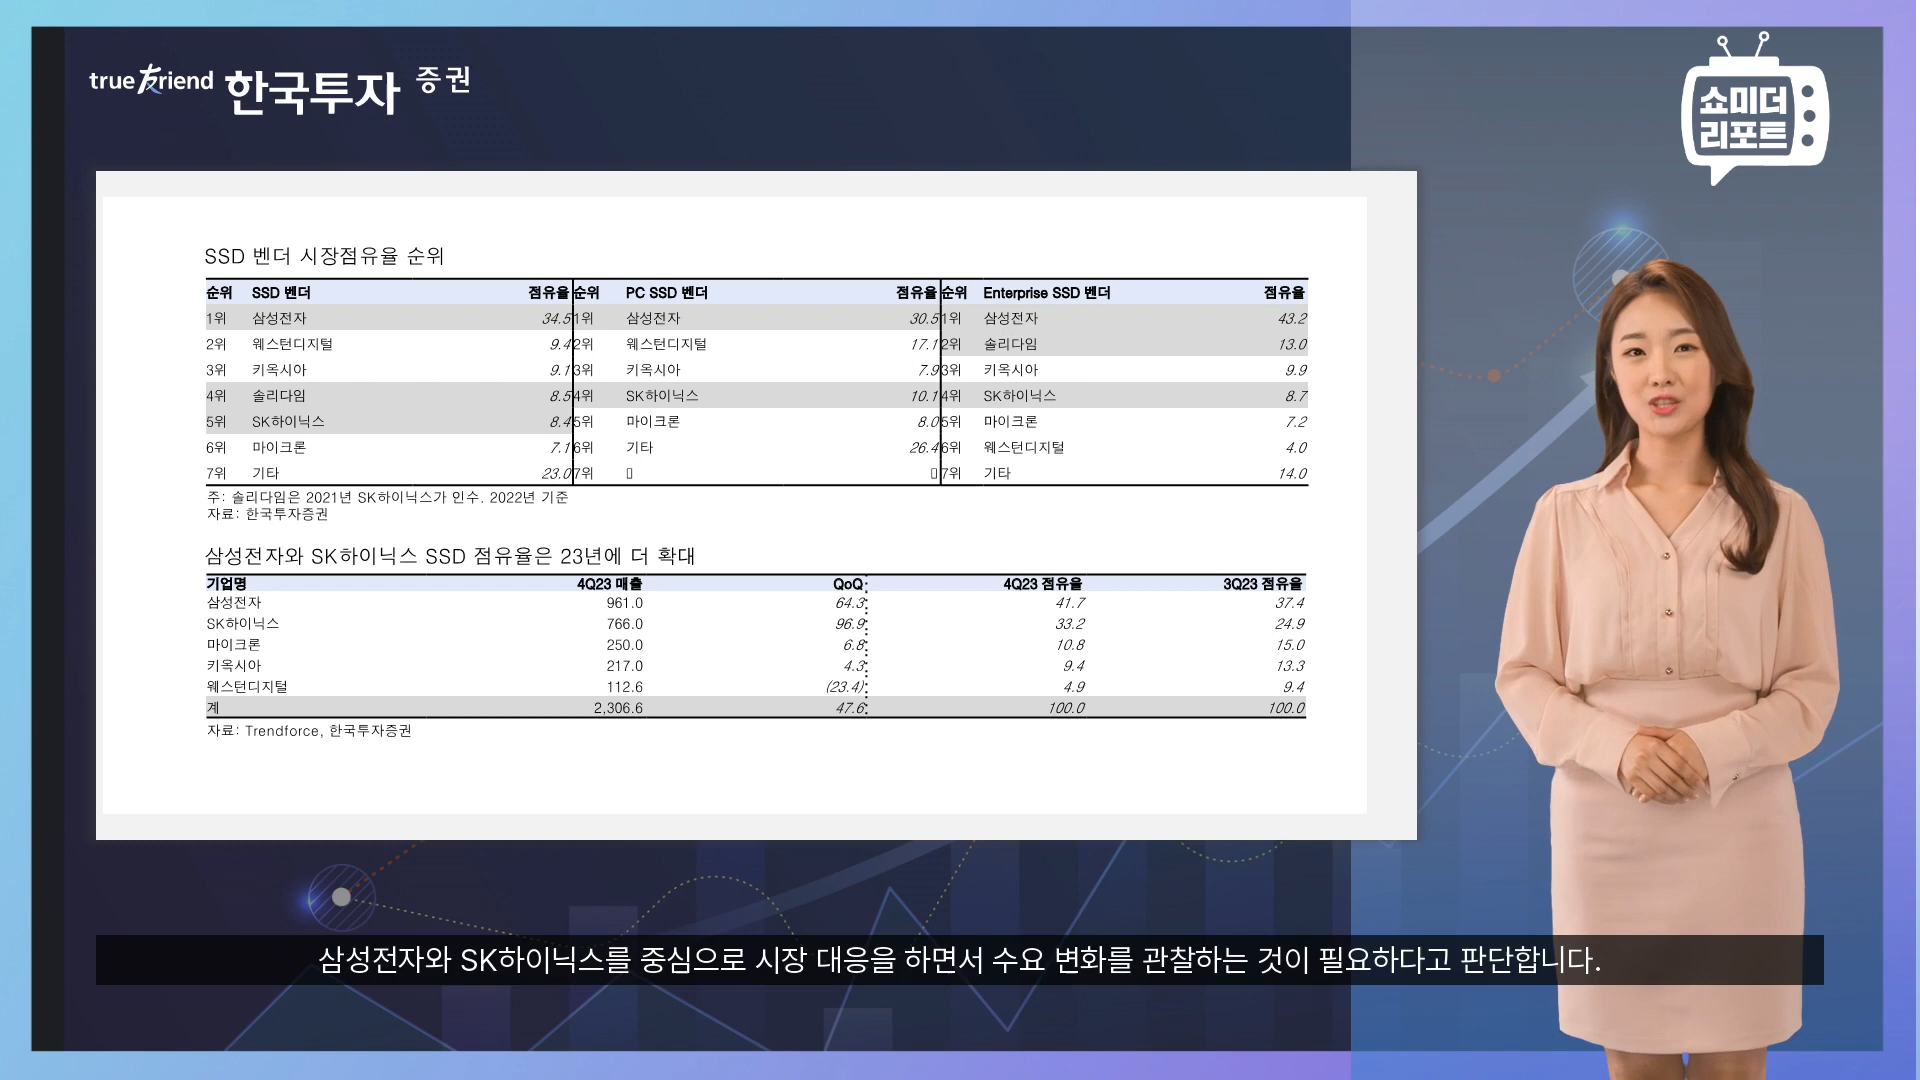 true friend 한국투자 증권
쇼미더
리포트
SSD 벤더 시장점유율 순위
순위 SSD 벤더 점유율 순위 PC SSD 벤더 점유율 순위 Enterprise SSD 벤더 점유율
1위 삼성전자 34.5 1위 삼성전자 30.5 1위 삼성전자 43.2
2위 웨스턴디지털 9.4 2위 웨스턴디지털 17.1 2위 솔리다임 13.0
3위 키옥시아 9.1 3위 키옥시아 7.9 3위 키옥시아 9.9
4위 솔리다임 8.5 4위 SK하이닉스 10.1 4위 SK하이닉스 8.7
5위 SK하이닉스 8.4 5위 마이크론 8.0 5위 마이크론 7.2
6위 마이크론 7.1 6위 기타 26.4 6위 웨스턴디지털 4.0
7위 기타 23.0 7위 ▯ ▯ 7위 기타 14.0
주: 솔리다임은 2021년 SK하이닉스가 인수. 2022년 기준
자료: 한국투자증권
삼성전자와 SK하이닉스 SSD 점유율은 23년에 더 확대
기업명 4Q23 매출 QoQ 4Q23 점유율 3Q23 점유율
삼성전자 961.0 64.3 41.7 37.4
SK하이닉스 766.0 96.9 33.2 24.9
마이크론 250.0 6.8 10.8 15.0
키옥시아 217.0 4.3 9.4 13.3
웨스턴디지털 112.6 (23.4) 4.9 9.4
계 2,306.6 47.6 100.0 100.0
자료: Trendforce, 한국투자증권
삼성전자와 SK하이닉스를 중심으로 시장 대응을 하면서 수요 변화를 관찰하는 것이 필요하다고 판단합니다.